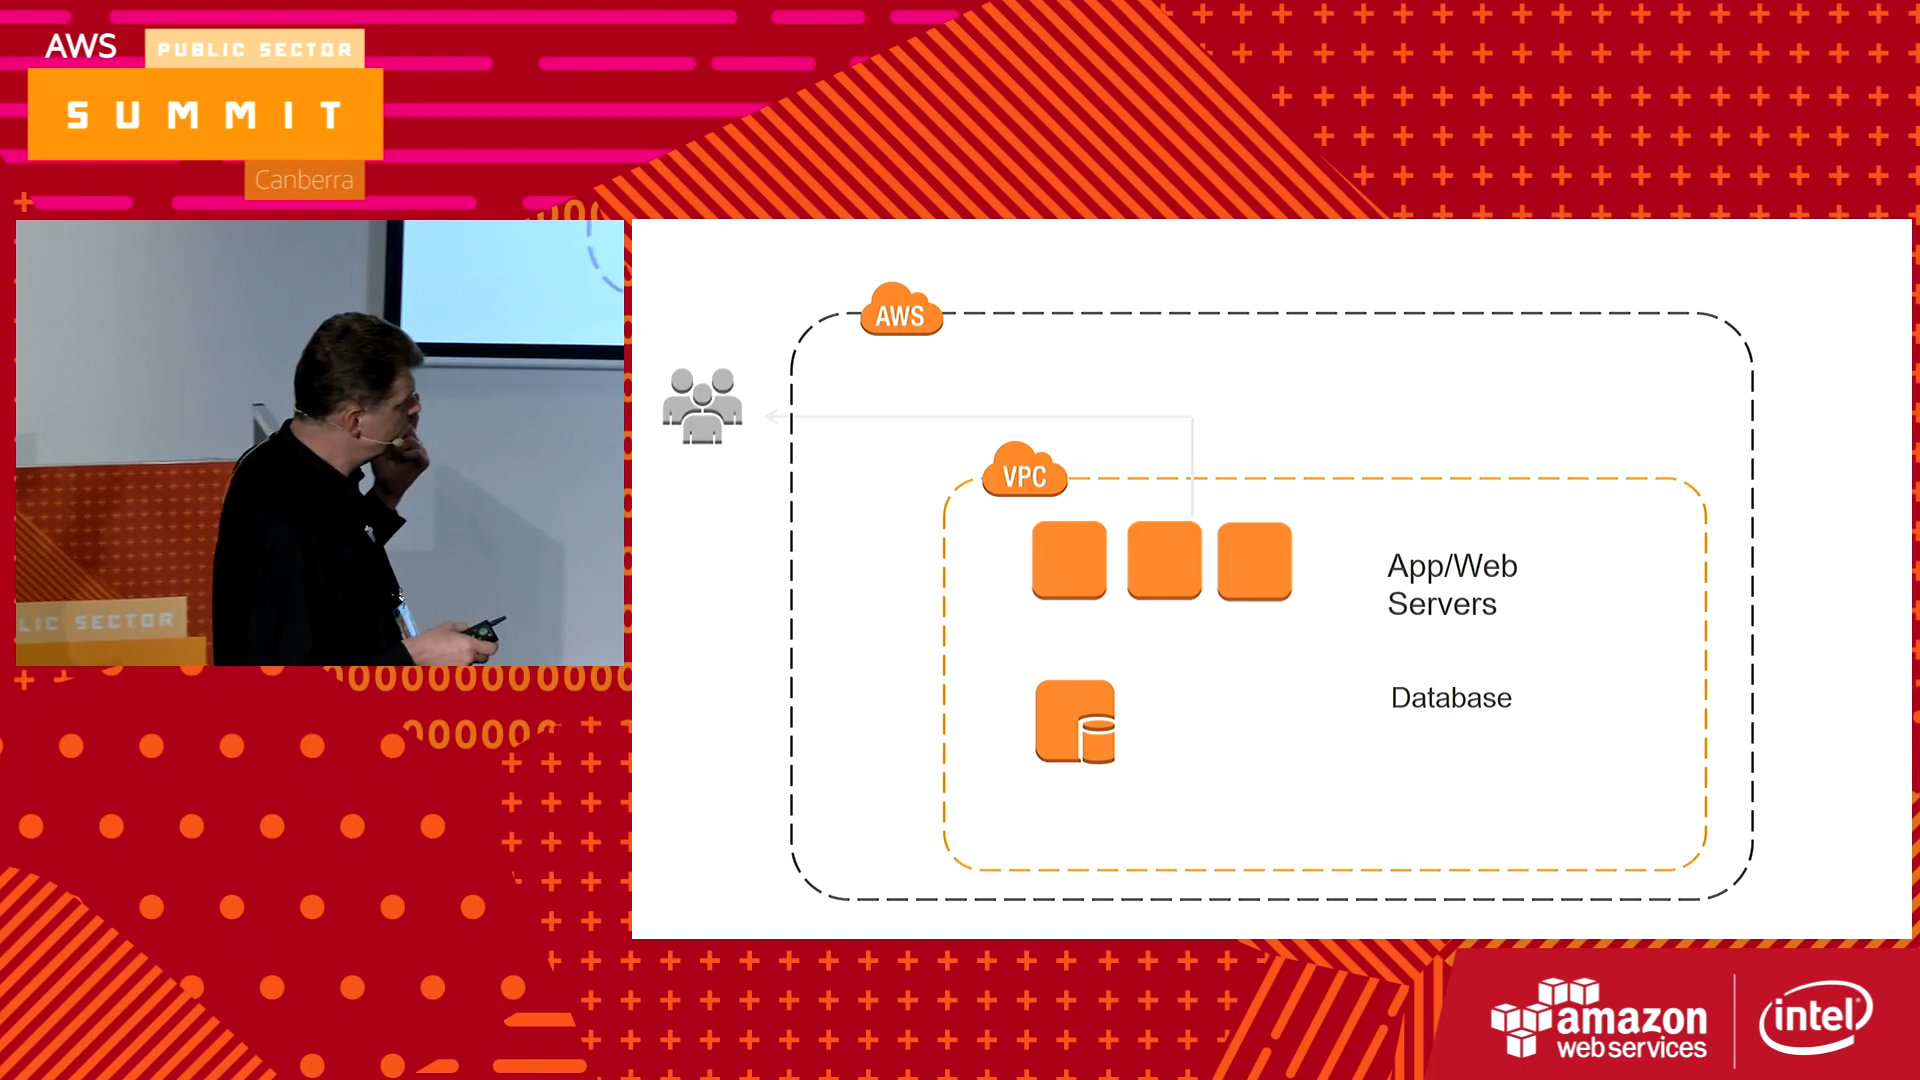 AWS
PUBLIC SECTOR
SUMMIT
Canberra
LIC SECTOR
AWS
VPC
App/Web
Servers
Database
amazon
web services
intel